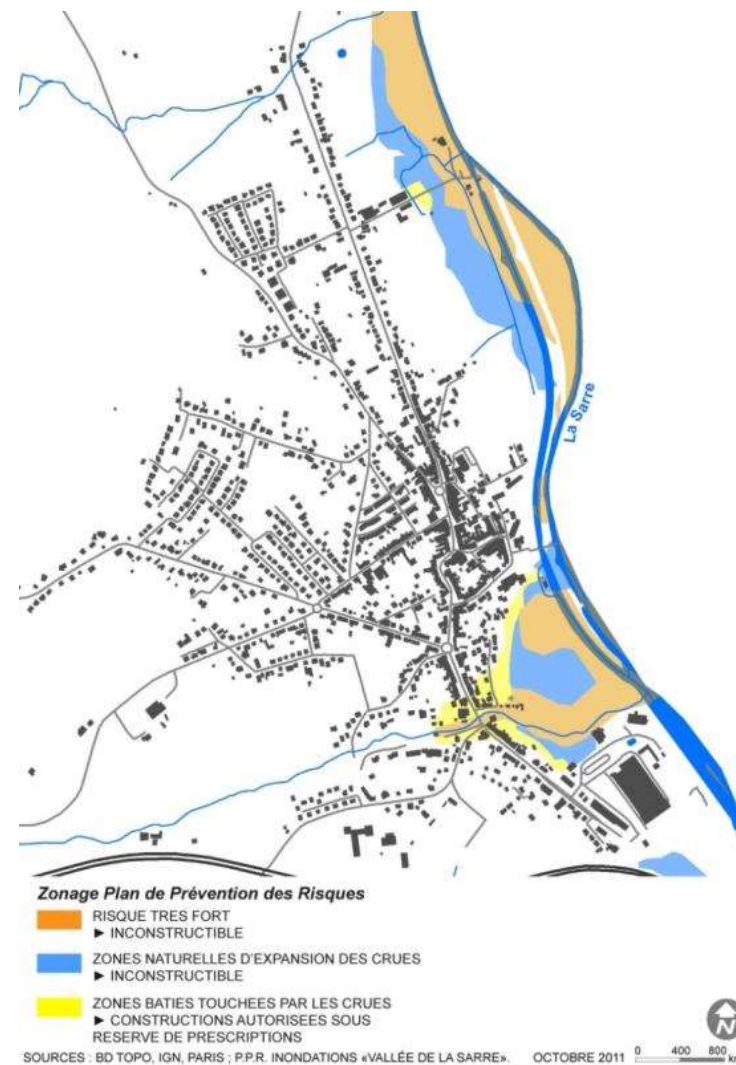 La Sarre
Zonage Plan de Prévention des Risques
RISQUE TRES FORT
► INCONSTRUCTIBLE
ZONES NATURELLES D'EXPANSION DES CRUES
► INCONSTRUCTIBLE
ZONES BATIES TOUCHEES PAR LES CRUES
► CONSTRUCTIONS AUTORISEES SOUS
RESERVE DE PRESCRIPTIONS
N
SOURCES : BD TOPO, IGN, PARIS ; P.P.R. INONDATIONS «VALLÉE DE LA SARRE». OCTOBRE 2011 0 400 800